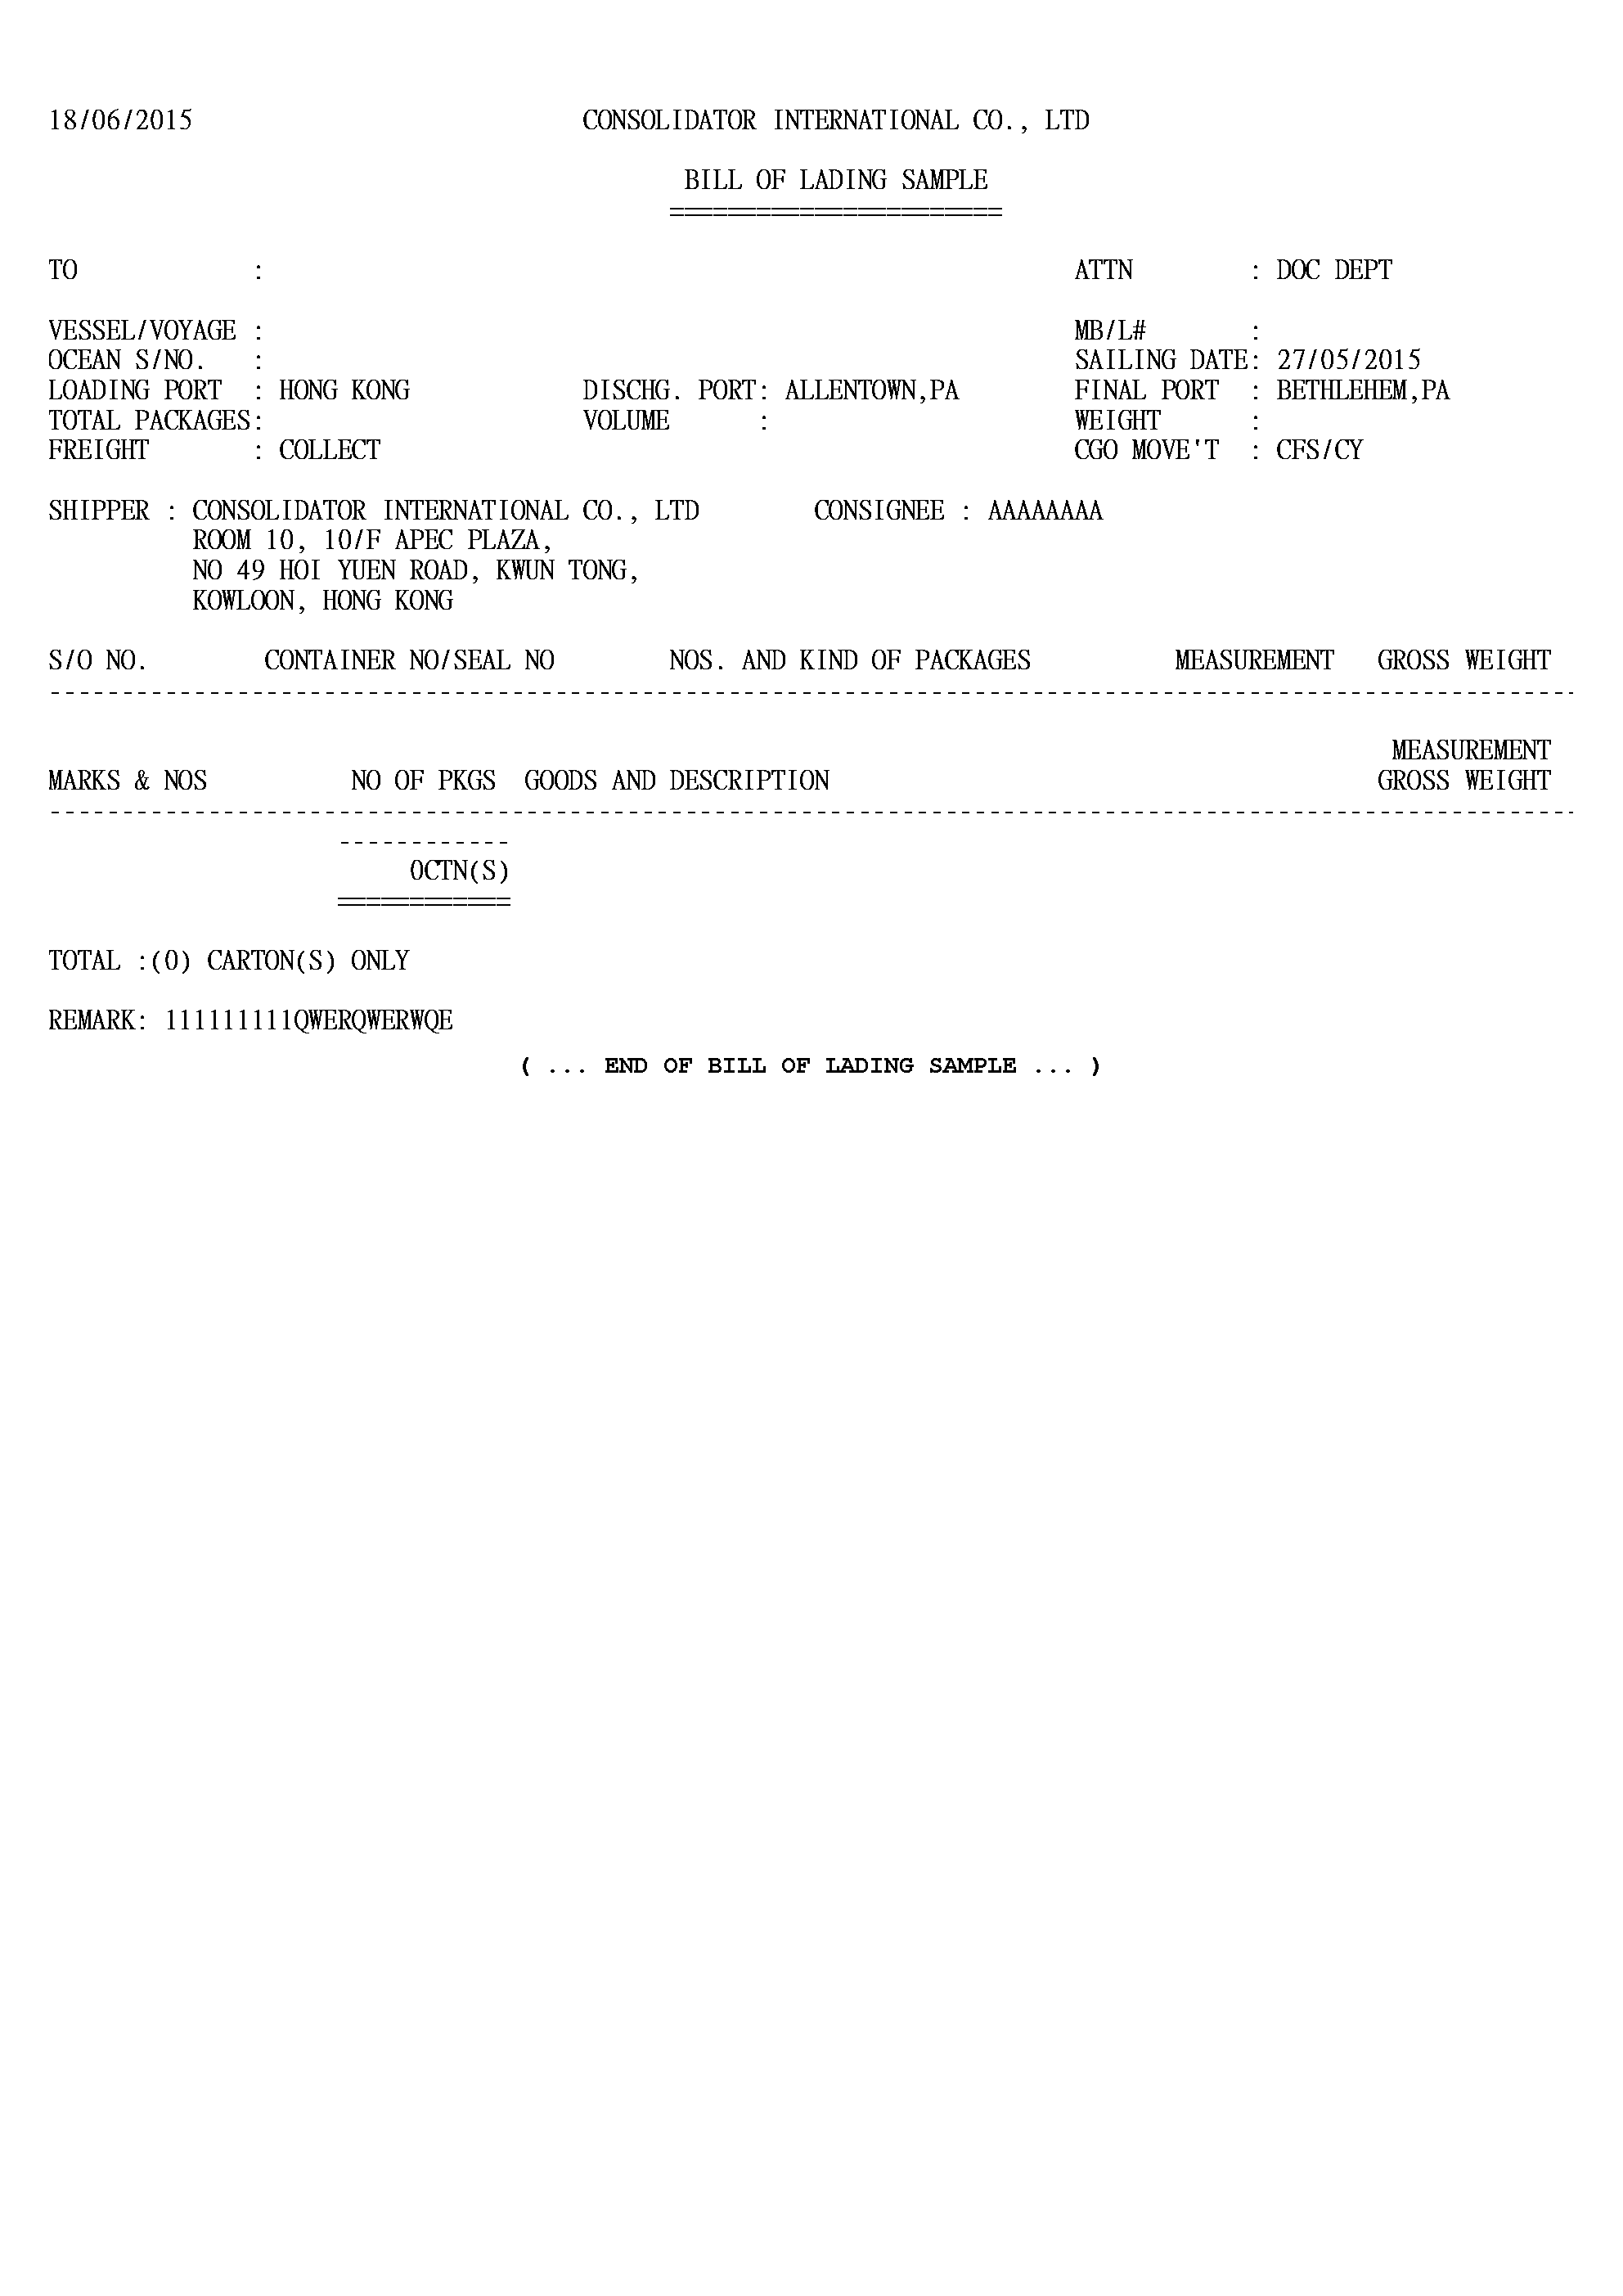 18/06/2015 CONSOLIDATOR INTERNATIONAL CO., LTD
BILL OF LADING SAMPLE
=======================
TO : ATTN : DOC DEPT
VESSEL/VOYAGE : MB/L# :
OCEAN S/NO. : SAILING DATE: 27/05/2015
LOADING PORT : HONG KONG DISCHG. PORT: ALLENTOWN,PA FINAL PORT : BETHLEHEM,PA
TOTAL PACKAGES: VOLUME : WEIGHT :
FREIGHT : COLLECT CGO MOVE'T : CFS/CY
SHIPPER : CONSOLIDATOR INTERNATIONAL CO., LTD CONSIGNEE : AAAAAAAA
ROOM 10, 10/F APEC PLAZA,
NO 49 HOI YUEN ROAD, KWUN TONG,
KOWLOON, HONG KONG
S/O NO. CONTAINER NO/SEAL NO NOS. AND KIND OF PACKAGES MEASUREMENT GROSS WEIGHT
----------------------------------------------------------------------------------------------------------
MEASUREMENT
MARKS & NOS NO OF PKGS GOODS AND DESCRIPTION GROSS WEIGHT
----------------------------------------------------------------------------------------------------------
------------
0CTN(S)
============
TOTAL :(0) CARTON(S) ONLY
REMARK: 111111111QWERQWERWQE
( ... END OF BILL OF LADING SAMPLE ... )